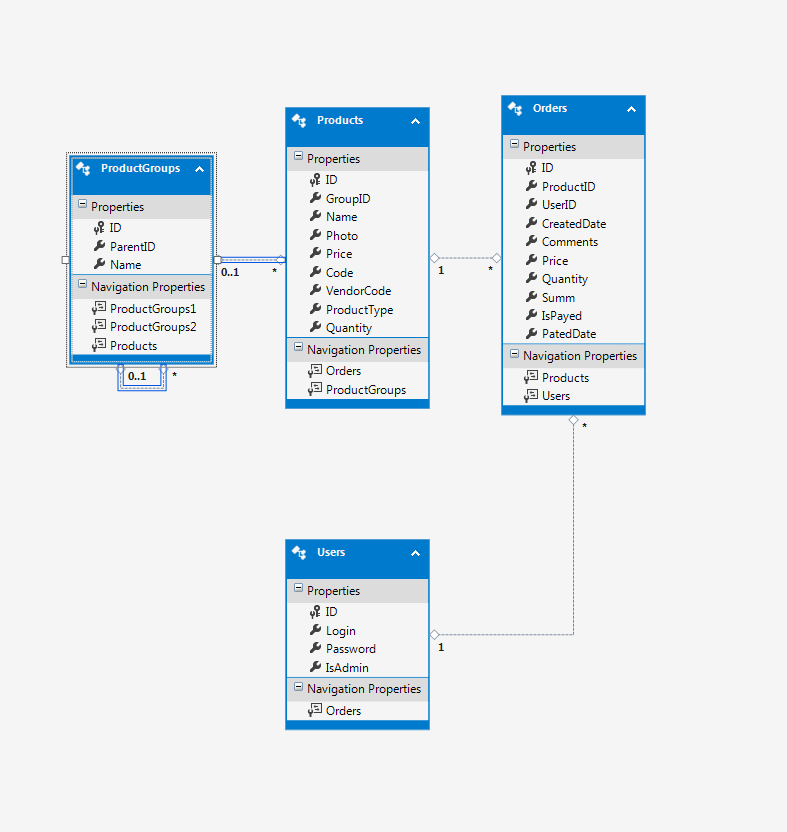 ProductGroups
Properties
ID
ParentID
Name
Navigation Properties
ProductGroups1
ProductGroups2
Products
0..1
*
0..1
*
Products
Properties
ID
GroupID
Name
Photo
Price
Code
VendorCode
ProductType
Quantity
Navigation Properties
Orders
ProductGroups
1
*
Orders
Properties
ID
ProductID
UserID
CreatedDate
Comments
Price
Quantity
Summ
IsPayed
PatedDate
Navigation Properties
Products
Users
*
Users
Properties
ID
Login
Password
IsAdmin
Navigation Properties
Orders
1